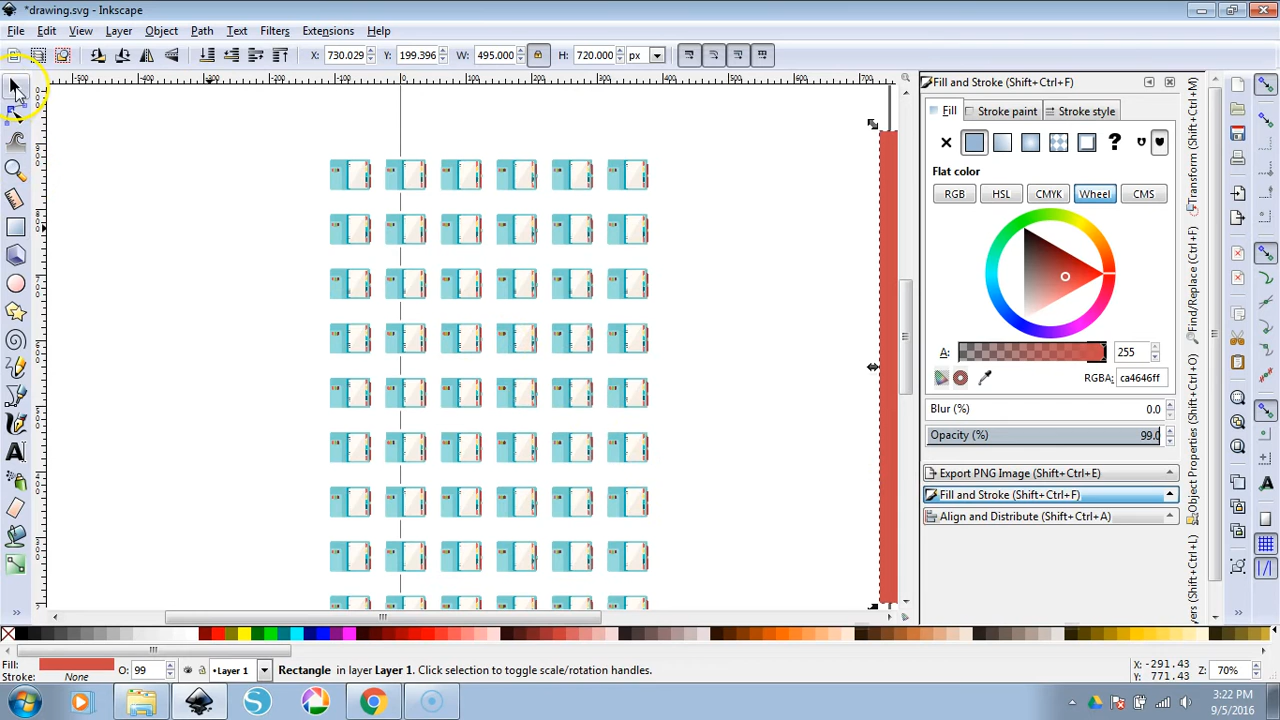 *drawing.svg - Inkscape
File Edit View Layer Object Path Text Filters Extensions Help
X: 730.029 Y: 199.396 W: 495.000 H: 720.000 px
Fill and Stroke (Shift+Ctrl+F)
Fill Stroke paint Stroke style
Flat color
RGB HSL CMYK Wheel CMS
A: 255
RGBA: ca4646ff
Blur (%) 0.0
Opacity (%) 99.0
Export PNG Image (Shift+Ctrl+E)
Fill and Stroke (Shift+Ctrl+F)
Align and Distribute (Shift+Ctrl+A)
Transform (Shift+Ctrl+M)
Find/Replace (Ctrl+F)
Object Properties (Shift+Ctrl+O)
Fill:
Stroke: None
O: 99
•Layer 1
Rectangle in layer Layer 1. Click selection to toggle scale/rotation handles.
X: -291.43
Y: 771.43
Z: 70%
3:22 PM
9/5/2016